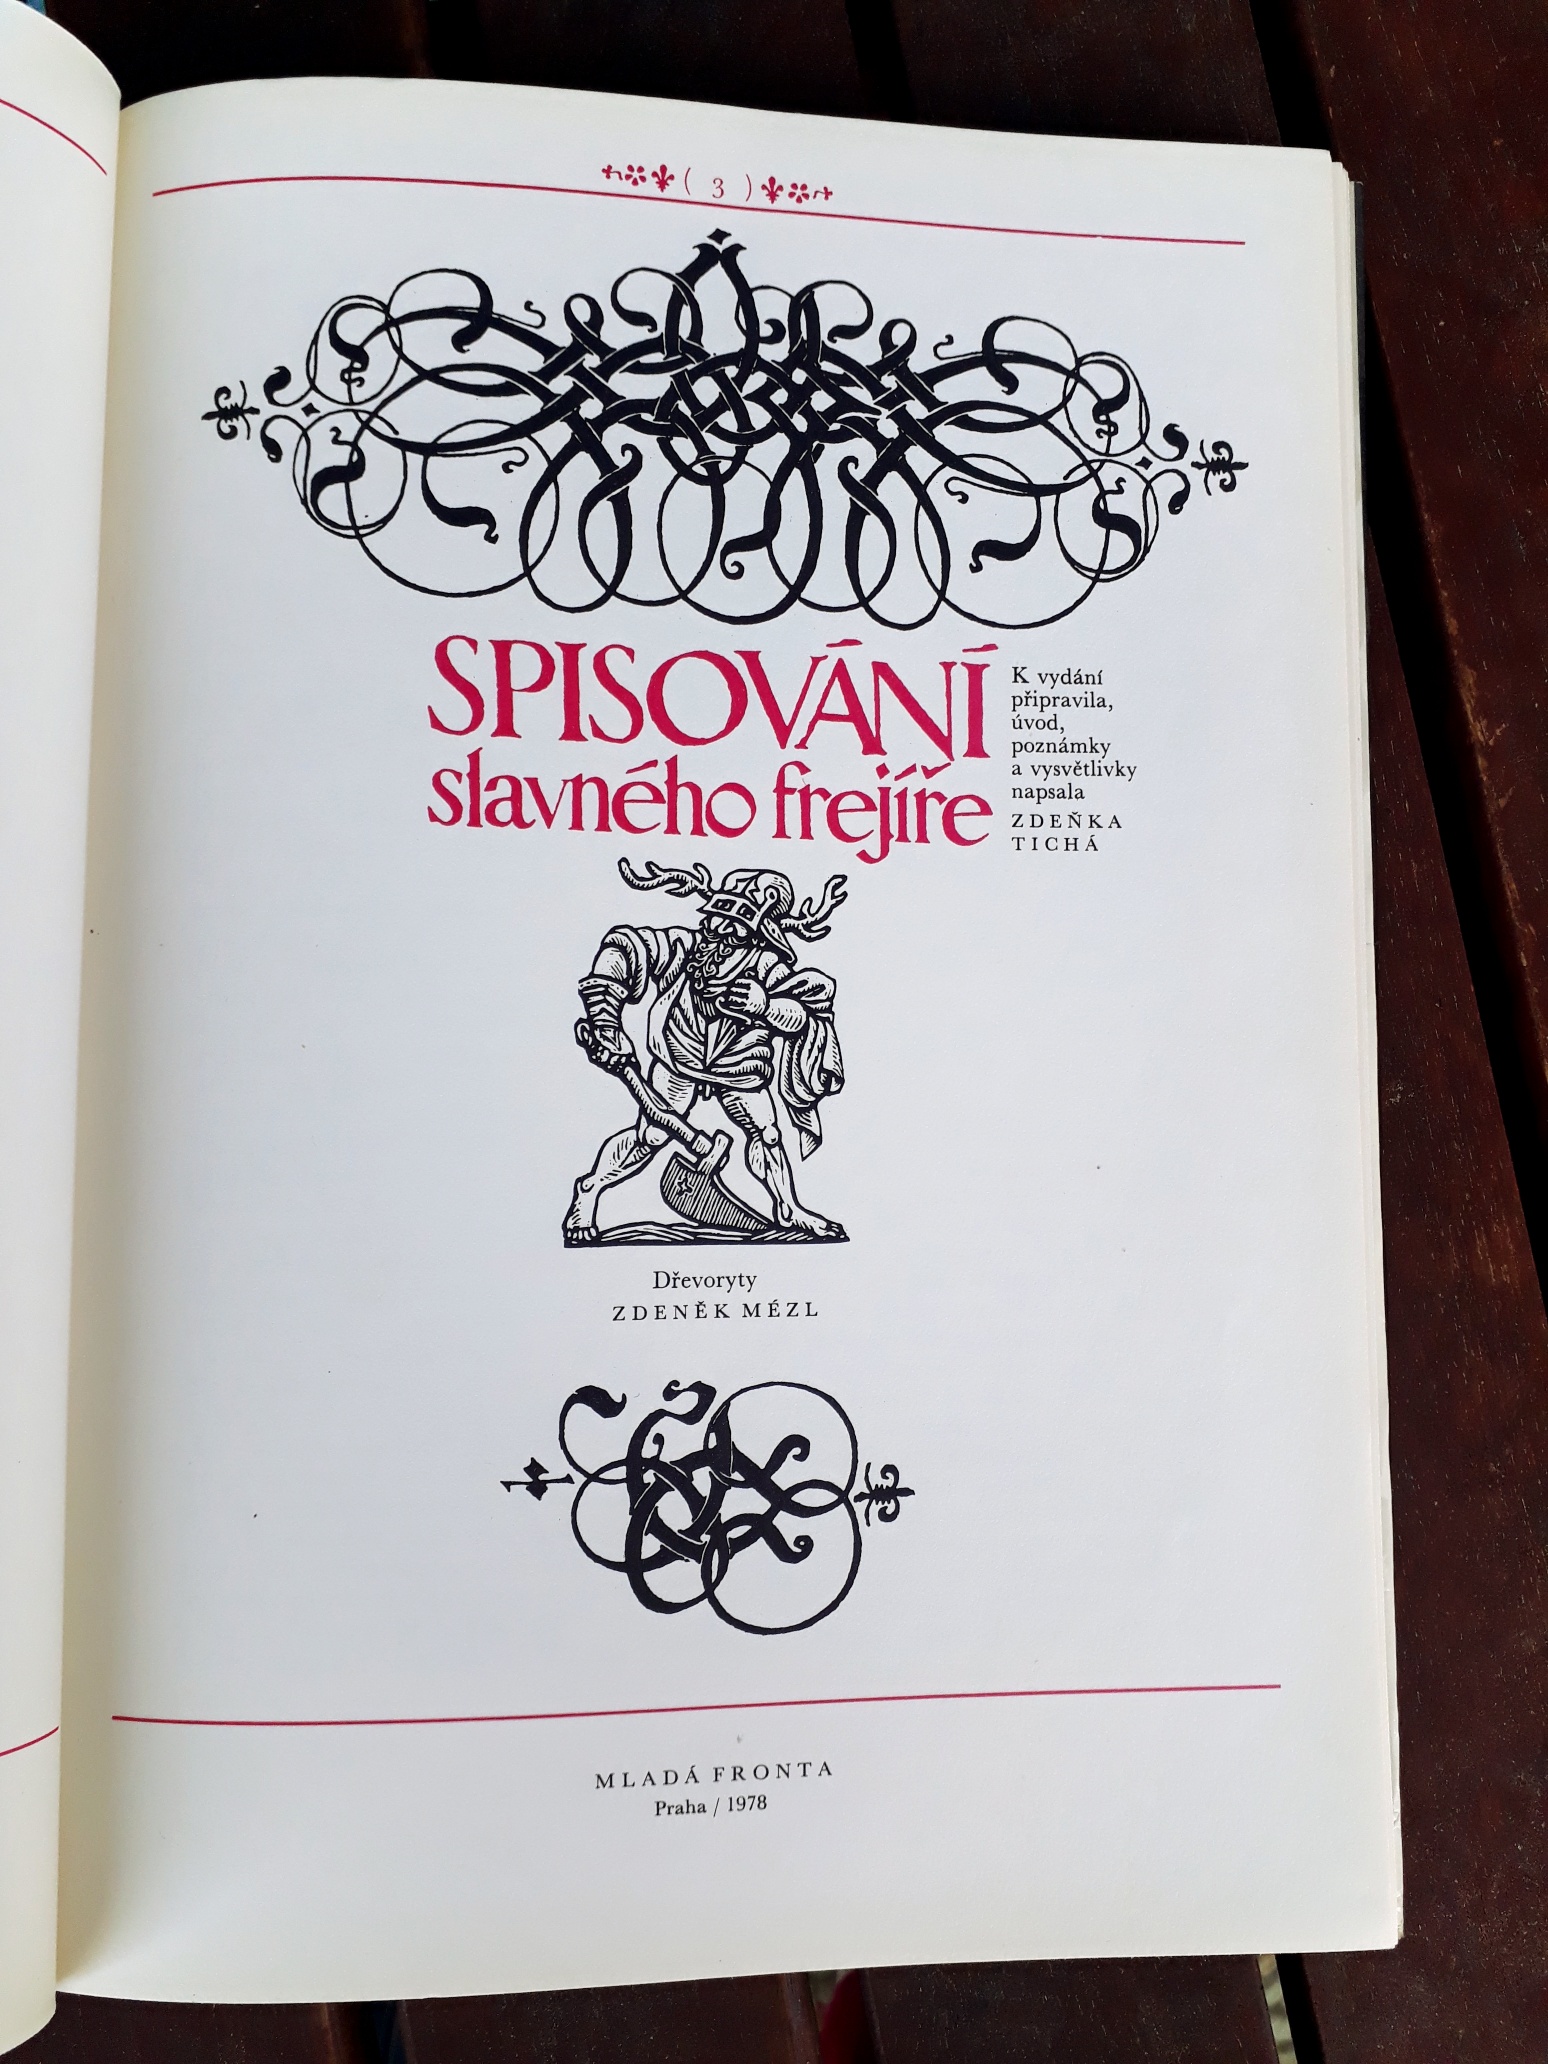 ( 3 )
SPISOVÁNÍ
slavného frejíře
K vydání
připravila,
úvod,
poznámky
a vysvětlivky
napsala
ZDEŇKA
TICHÁ
Dřevoryty
ZDENĚK MÉZL
MLADÁ FRONTA
Praha / 1978